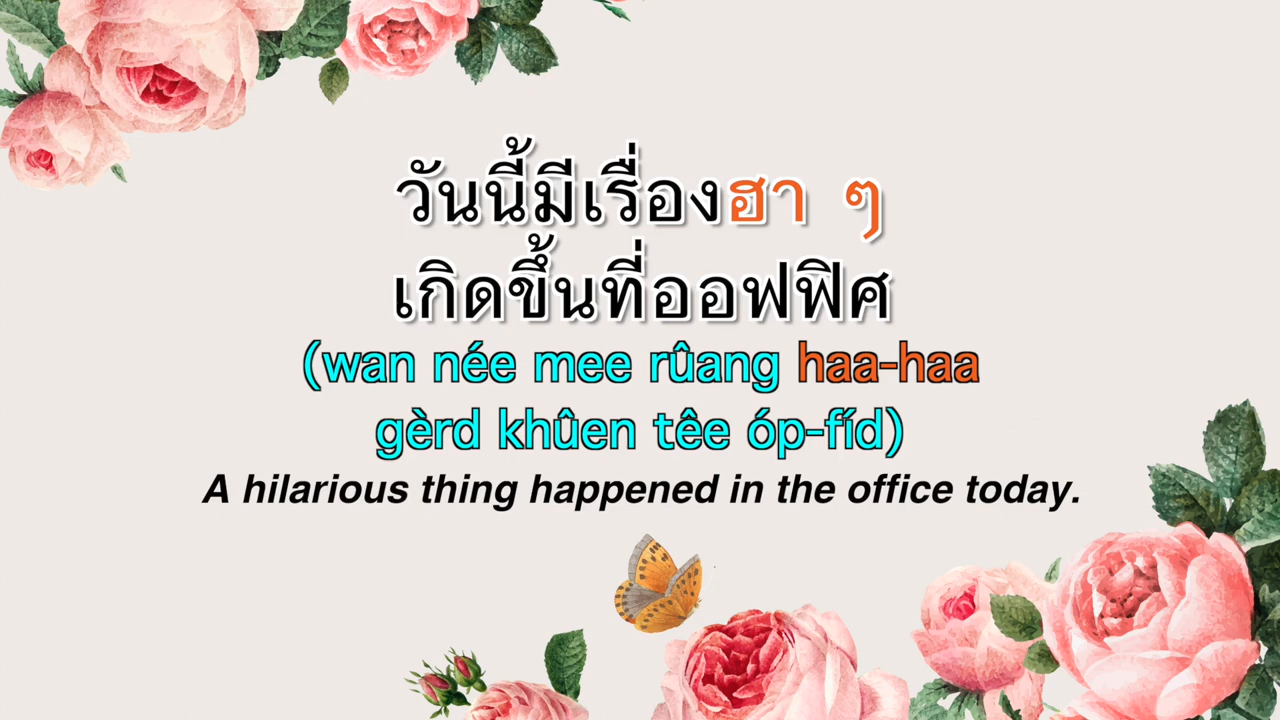 วันนี้มีเรื่องฮา ๆ
เกิดขึ้นที่ออฟฟิศ
(wan née mee rûang haa-haa
gèrd khûen têe óp-fíd)
A hilarious thing happened in the office today.